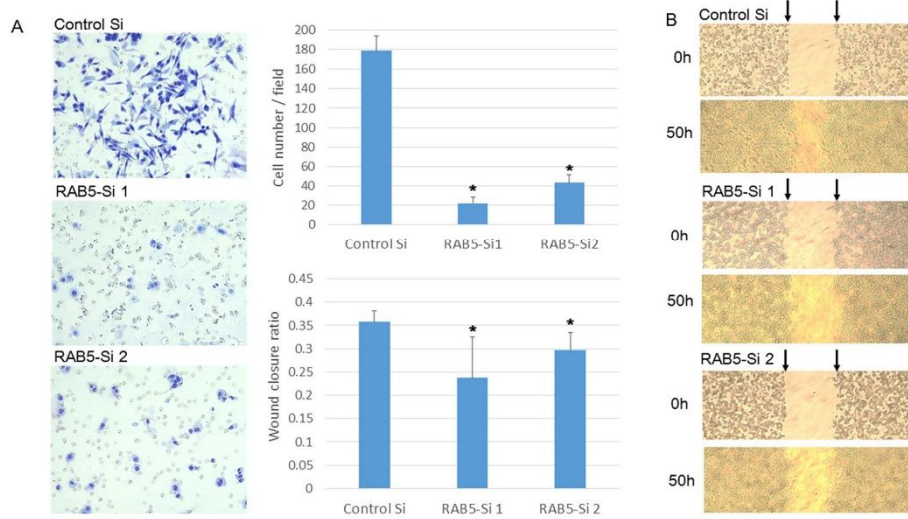 A
Control Si
RAB5-Si 1
RAB5-Si 2
Cell number / field
200
180
160
140
120
100
80
60
40
20
0
*
*
Control Si
RAB5-Si1
RAB5-Si2
Wound closure ratio
0.45
0.4
0.35
0.3
0.25
0.2
0.15
0.1
0.05
0
*
*
Control Si
RAB5-Si 1
RAB5-Si 2
B
Control Si
0h
50h
RAB5-Si 1
0h
50h
RAB5-Si 2
0h
50h